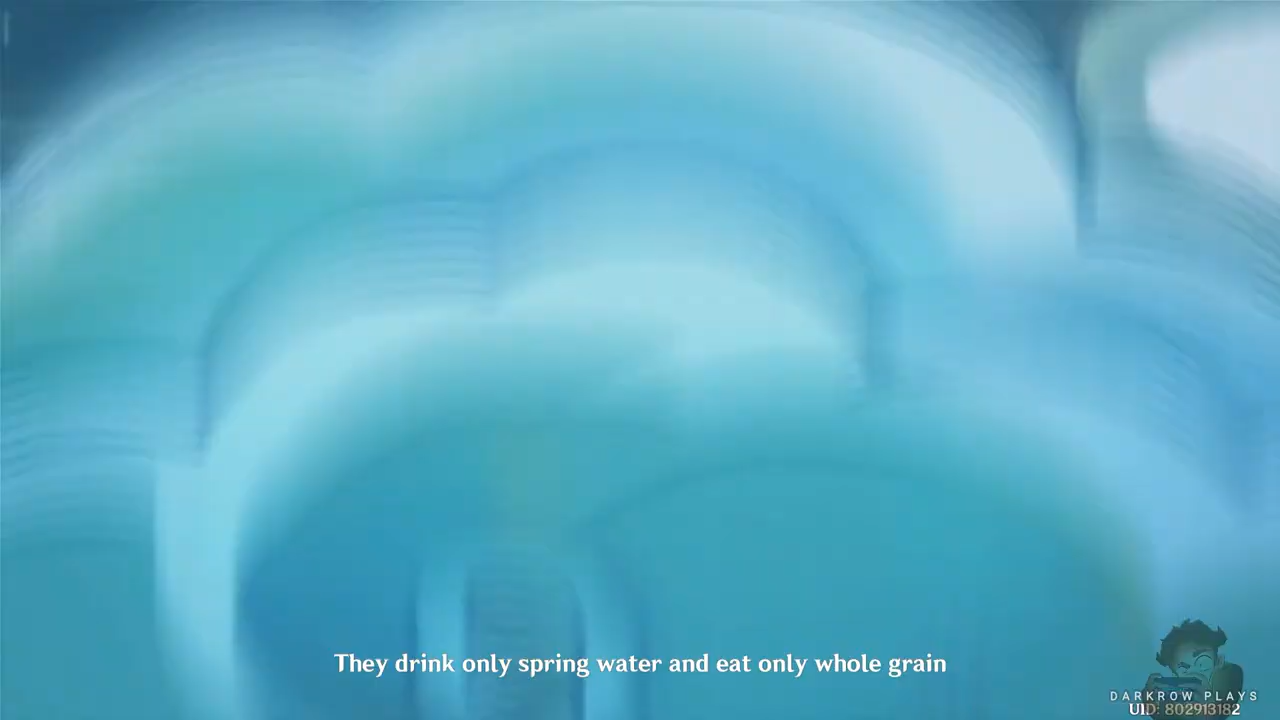 They drink only spring water and eat only whole grain
DARKROW PLAYS
UID: 802913182